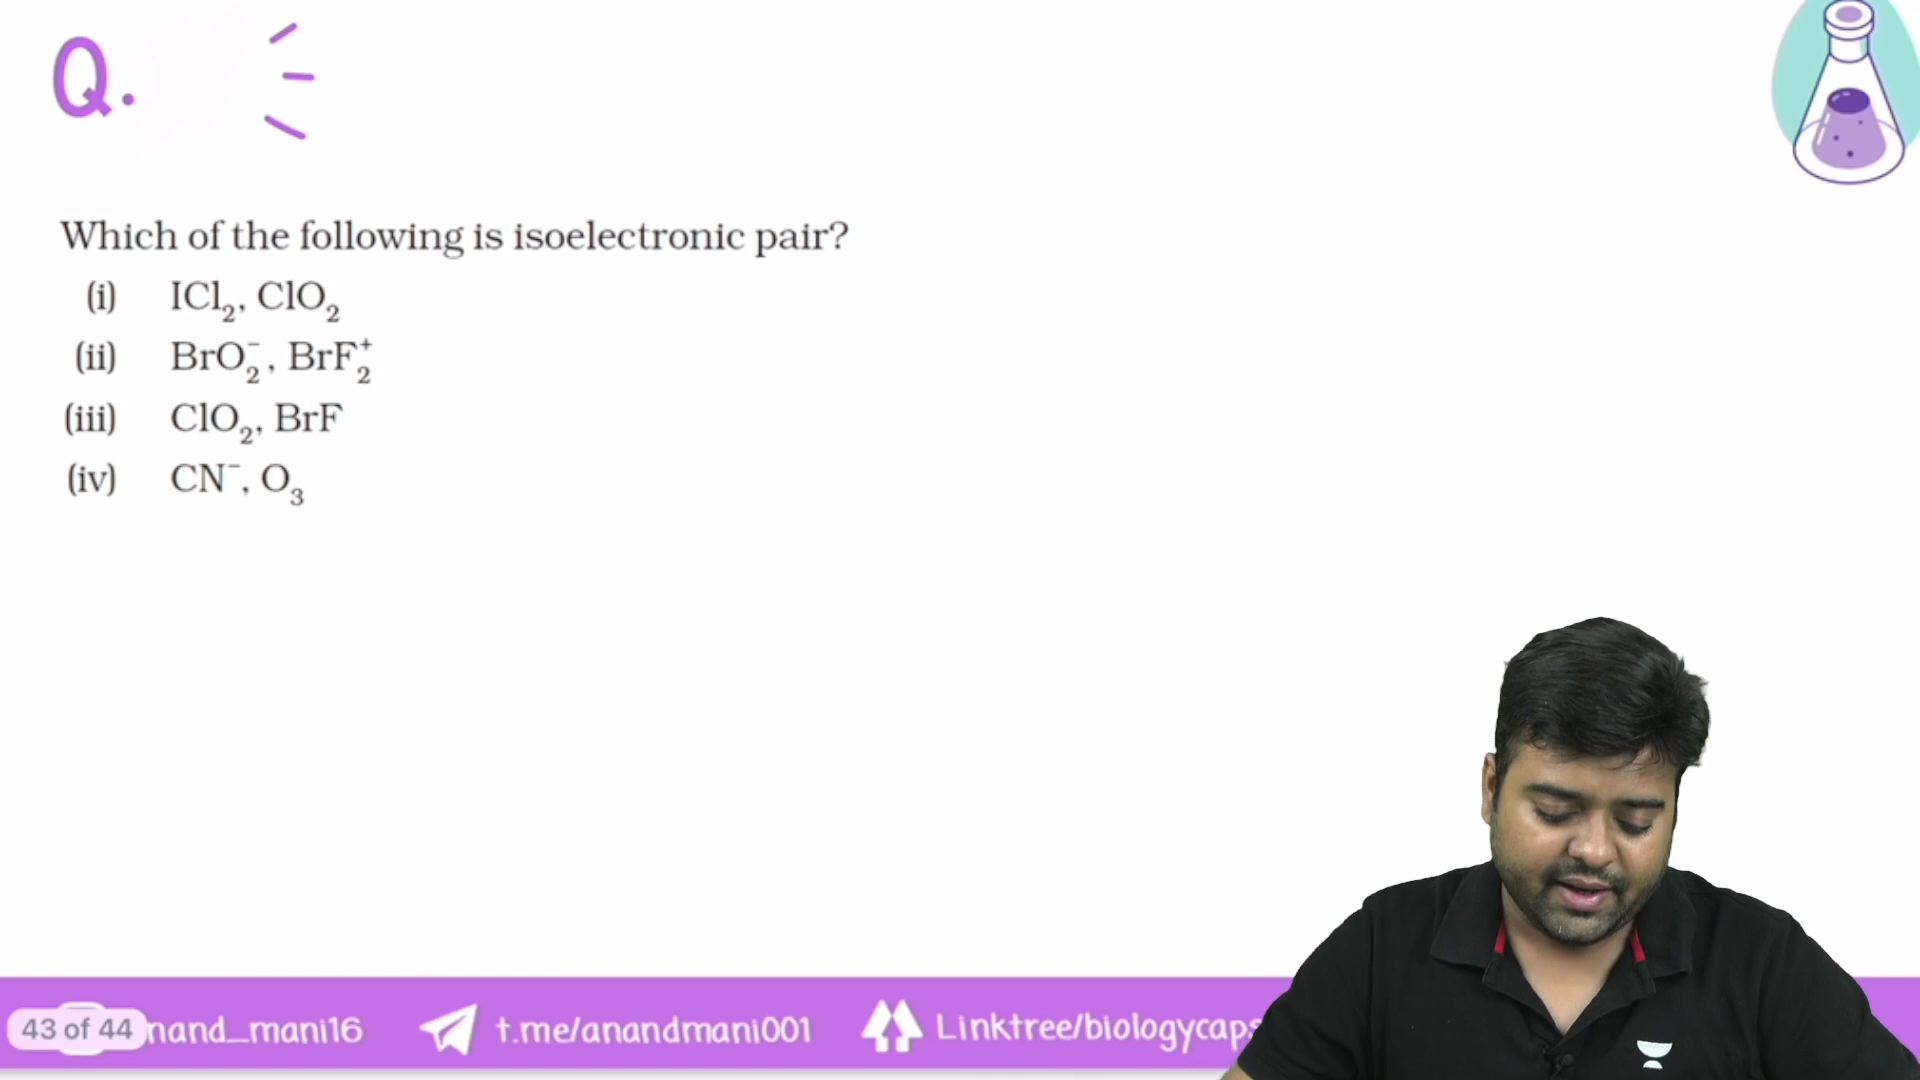 Q.
Which of the following is isoelectronic pair?
(i) ICl₂, ClO₂
(ii) BrO₂⁻, BrF₂⁺
(iii) ClO₂, BrF
(iv) CN⁻, O₃
43 of 44 nand_mani16 t.me/anandmani001 Linktree/biologycaps